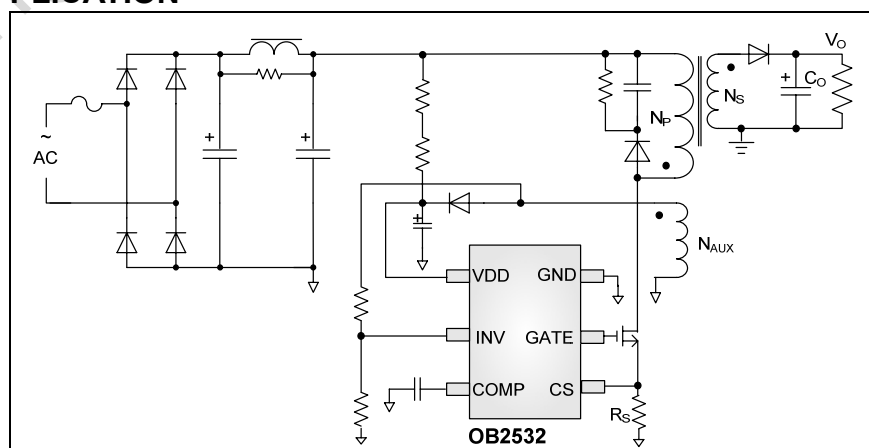 PLICATION
V_O
C_O
N_S
N_P
~
AC
N_AUX
VDD GND
INV GATE
COMP CS
R_S
OB2532
+
+
+
+